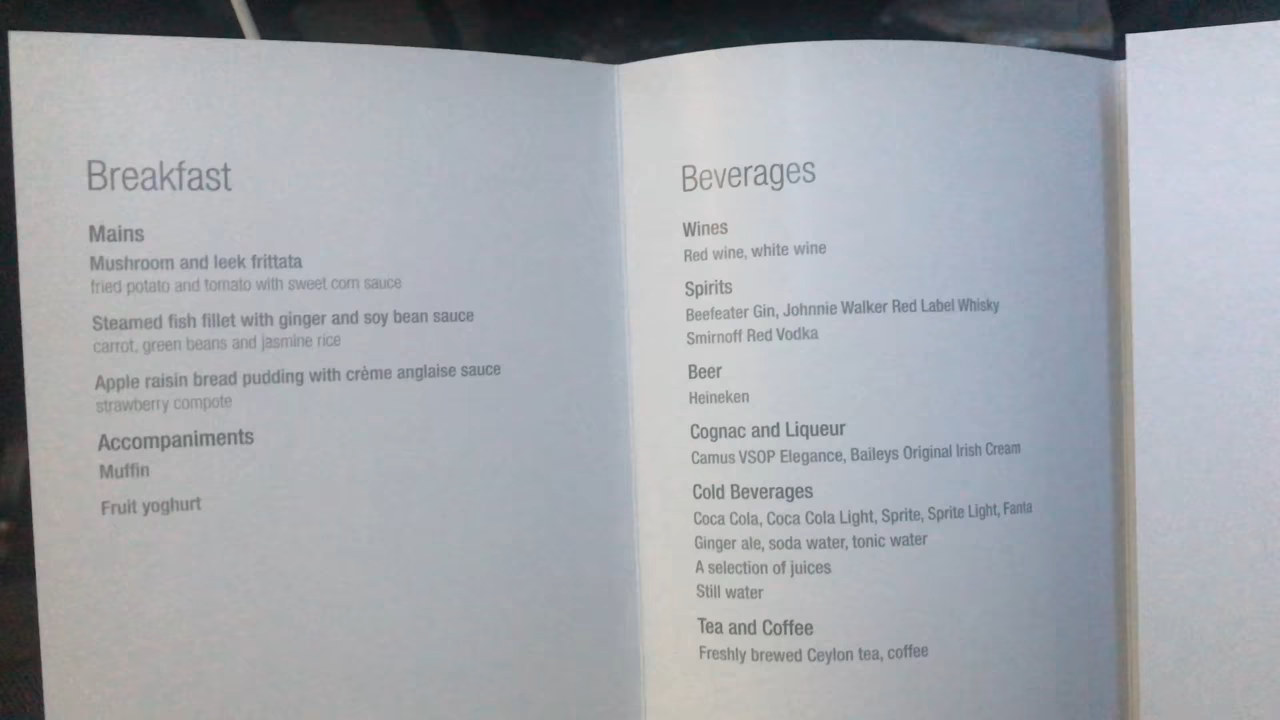 Breakfast
Mains
Mushroom and leek frittata
fried potato and tomato with sweet corn sauce
Steamed fish fillet with ginger and soy bean sauce
carrot, green beans and jasmine rice
Apple raisin bread pudding with crème anglaise sauce
strawberry compote
Accompaniments
Muffin
Fruit yoghurt
Beverages
Wines
Red wine, white wine
Spirits
Beefeater Gin, Johnnie Walker Red Label Whisky
Smirnoff Red Vodka
Beer
Heineken
Cognac and Liqueur
Camus VSOP Elegance, Baileys Original Irish Cream
Cold Beverages
Coca Cola, Coca Cola Light, Sprite, Sprite Light, Fanta
Ginger ale, soda water, tonic water
A selection of juices
Still water
Tea and Coffee
Freshly brewed Ceylon tea, coffee